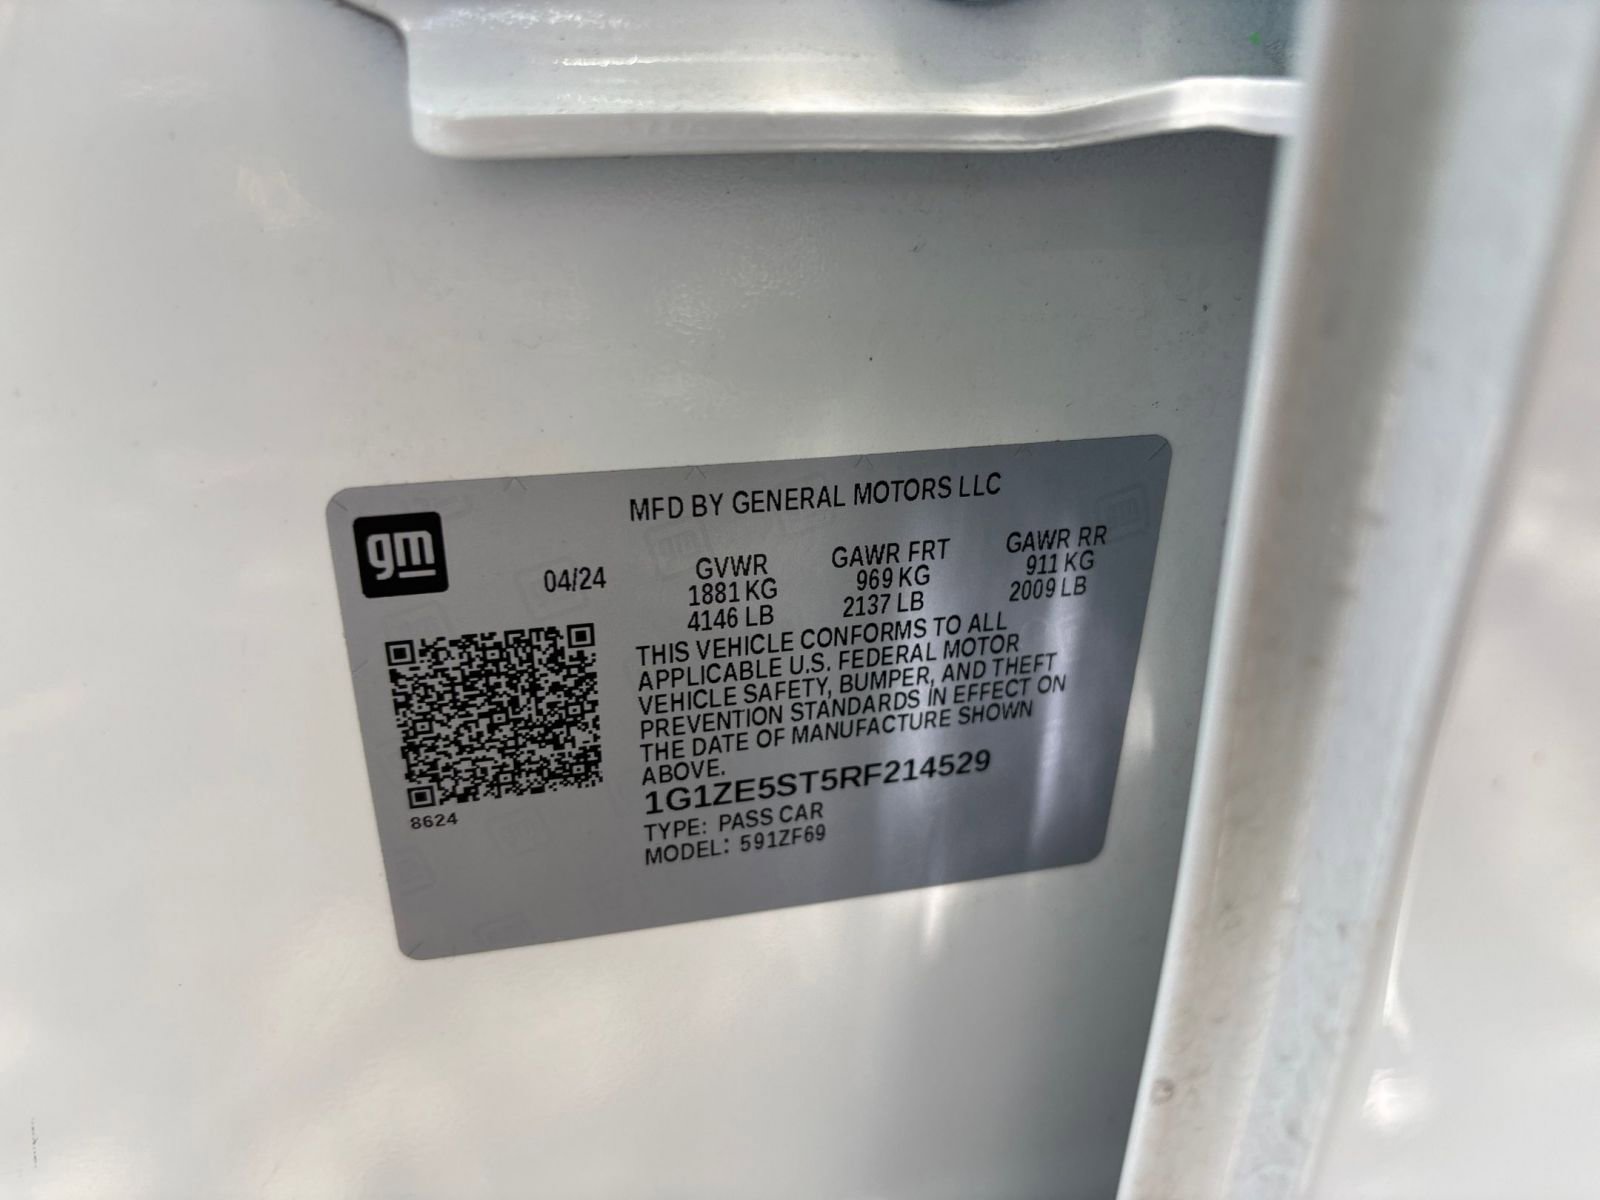 MFD BY GENERAL MOTORS LLC
gm
04/24
GVWR
1881 KG
4146 LB
GAWR FRT
969 KG
2137 LB
GAWR RR
911 KG
2009 LB
THIS VEHICLE CONFORMS TO ALL
APPLICABLE U.S. FEDERAL MOTOR
VEHICLE SAFETY, BUMPER, AND THEFT
PREVENTION STANDARDS IN EFFECT ON
THE DATE OF MANUFACTURE SHOWN
ABOVE.
1G1ZE5ST5RF214529
TYPE: PASS CAR
MODEL: 591ZF69
8624